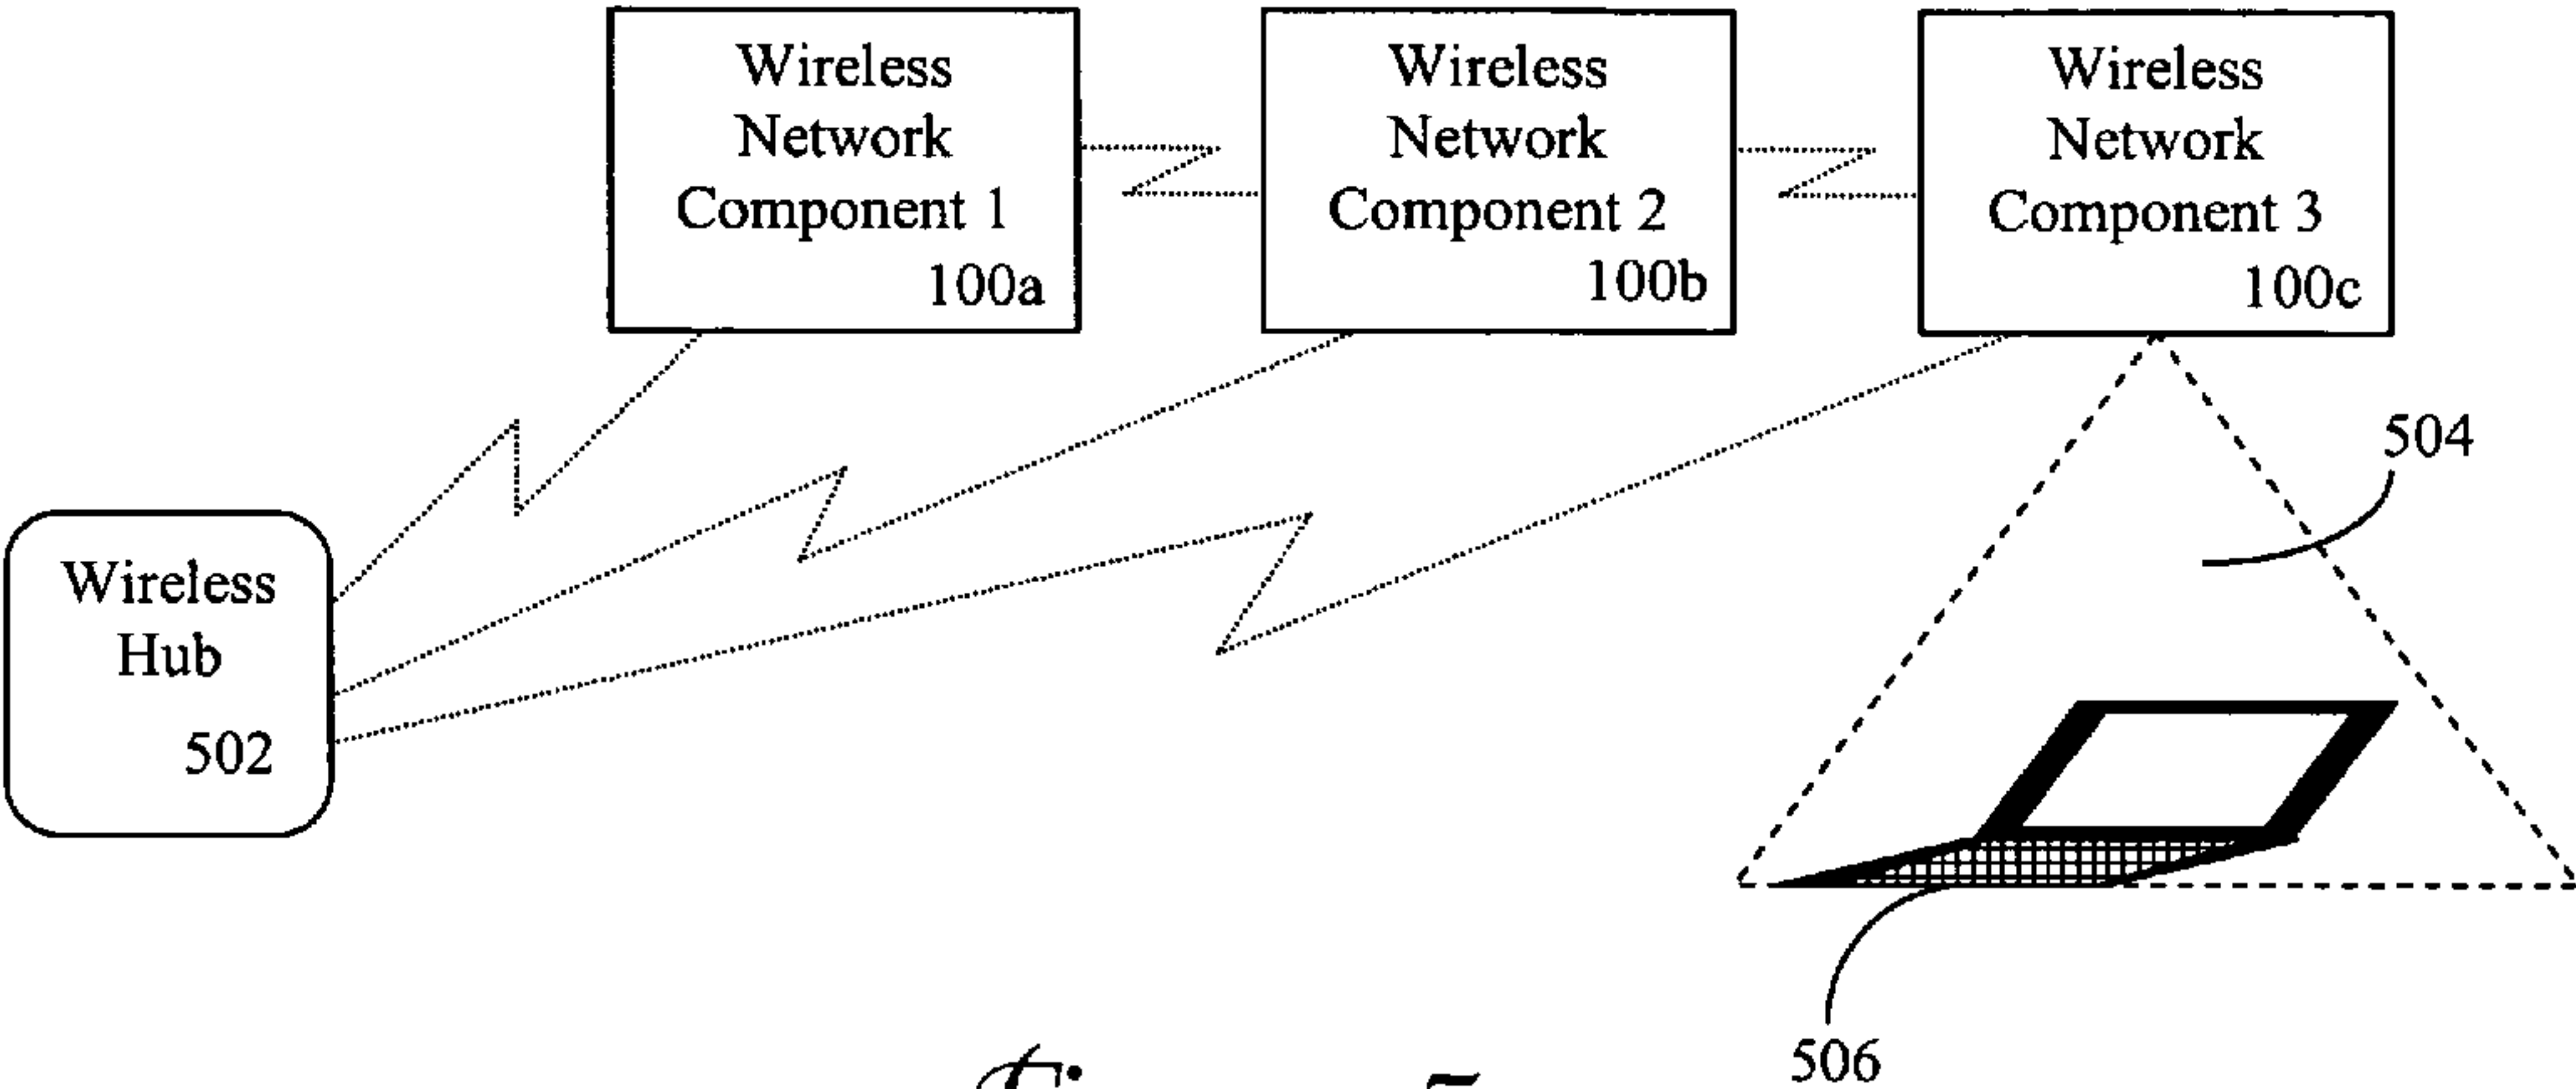 Wireless
Network
Component 1
100a
Wireless
Network
Component 2
100b
Wireless
Network
Component 3
100c
504
Wireless
Hub
502
506